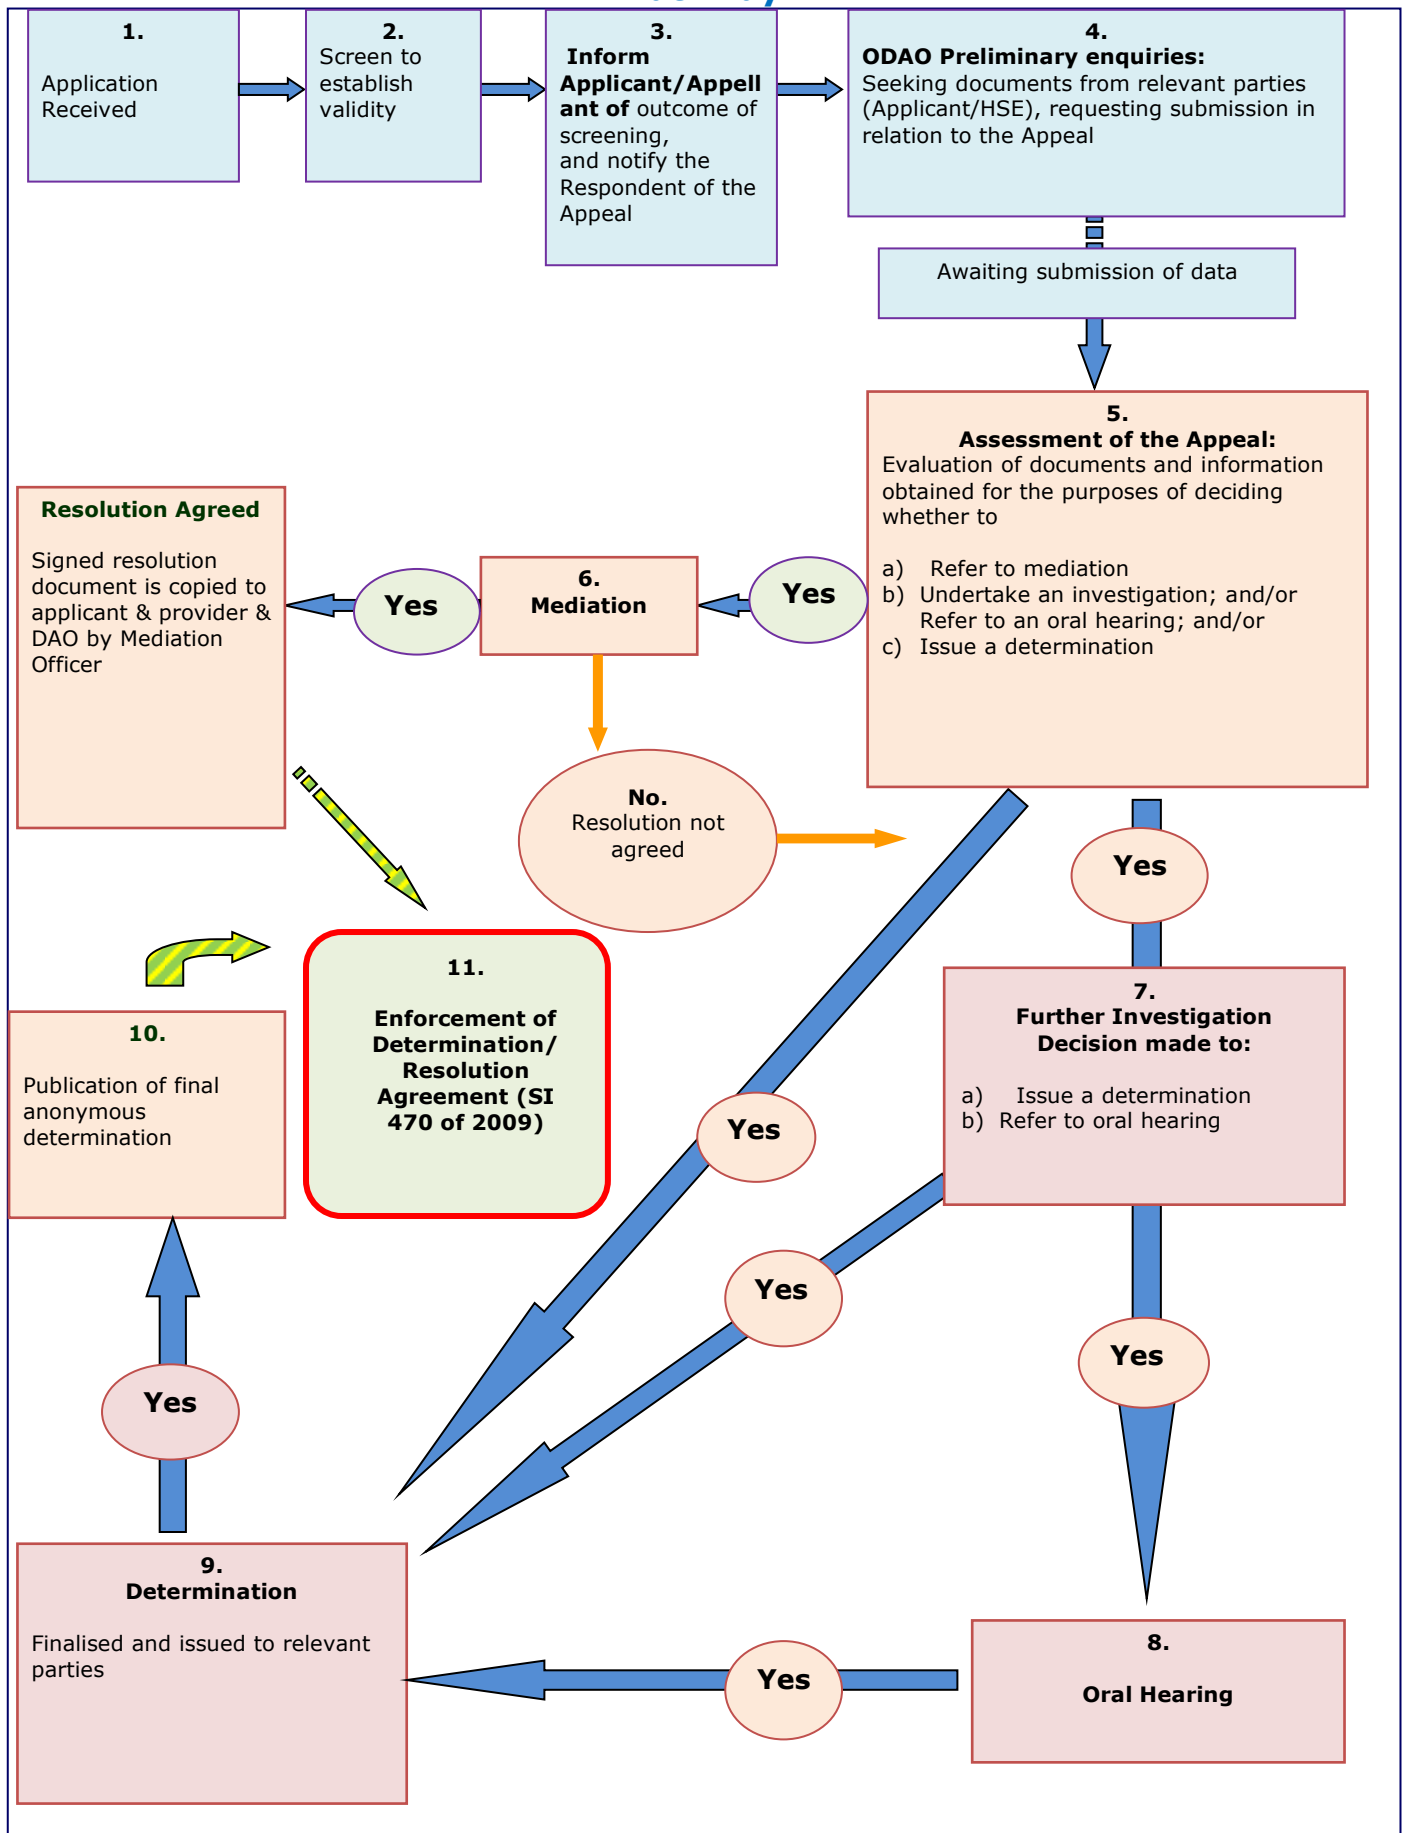 1.
Application
Received
2.
Screen to
establish
validity
3.
Inform
Applicant/Appell
ant of outcome of
screening,
and notify the
Respondent of the
Appeal
4.
ODAO Preliminary enquiries:
Seeking documents from relevant parties
(Applicant/HSE), requesting submission in
relation to the Appeal
Awaiting submission of data
5.
Assessment of the Appeal:
Evaluation of documents and information
obtained for the purposes of deciding
whether to
a) Refer to mediation
b) Undertake an investigation; and/or
Refer to an oral hearing; and/or
c) Issue a determination
Yes
6.
Mediation
Yes
Resolution Agreed
Signed resolution
document is copied to
applicant & provider &
DAO by Mediation
Officer
No.
Resolution not
agreed
Yes
7.
Further Investigation
Decision made to:
a) Issue a determination
b) Refer to oral hearing
11.
Enforcement of
Determination/
Resolution
Agreement (SI
470 of 2009)
10.
Publication of final
anonymous
determination
Yes
Yes
Yes
Yes
9.
Determination
Finalised and issued to relevant
parties
Yes
8.
Oral Hearing